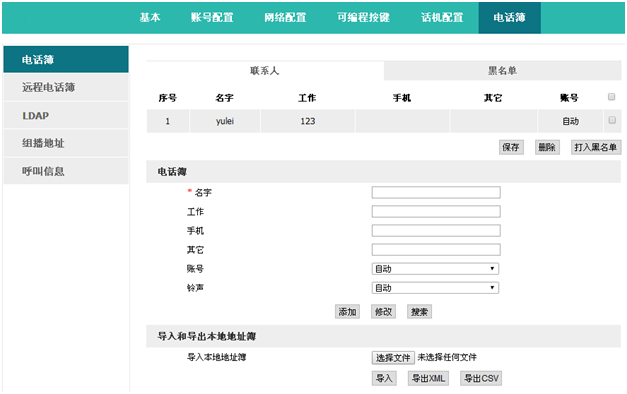 基本 账号配置 网络配置 可编程按键 话机配置 电话簿
电话簿
远程电话簿
LDAP
组播地址
呼叫信息
联系人 黑名单
序号 名字 工作 手机 其它 账号
1 yulei 123 自动
保存 删除 打入黑名单
电话簿
* 名字
工作
手机
其它
账号 自动
铃声 自动
添加 修改 搜索
导入和导出本地地址簿
导入本地地址簿 选择文件 未选择任何文件
导入 导出XML 导出CSV